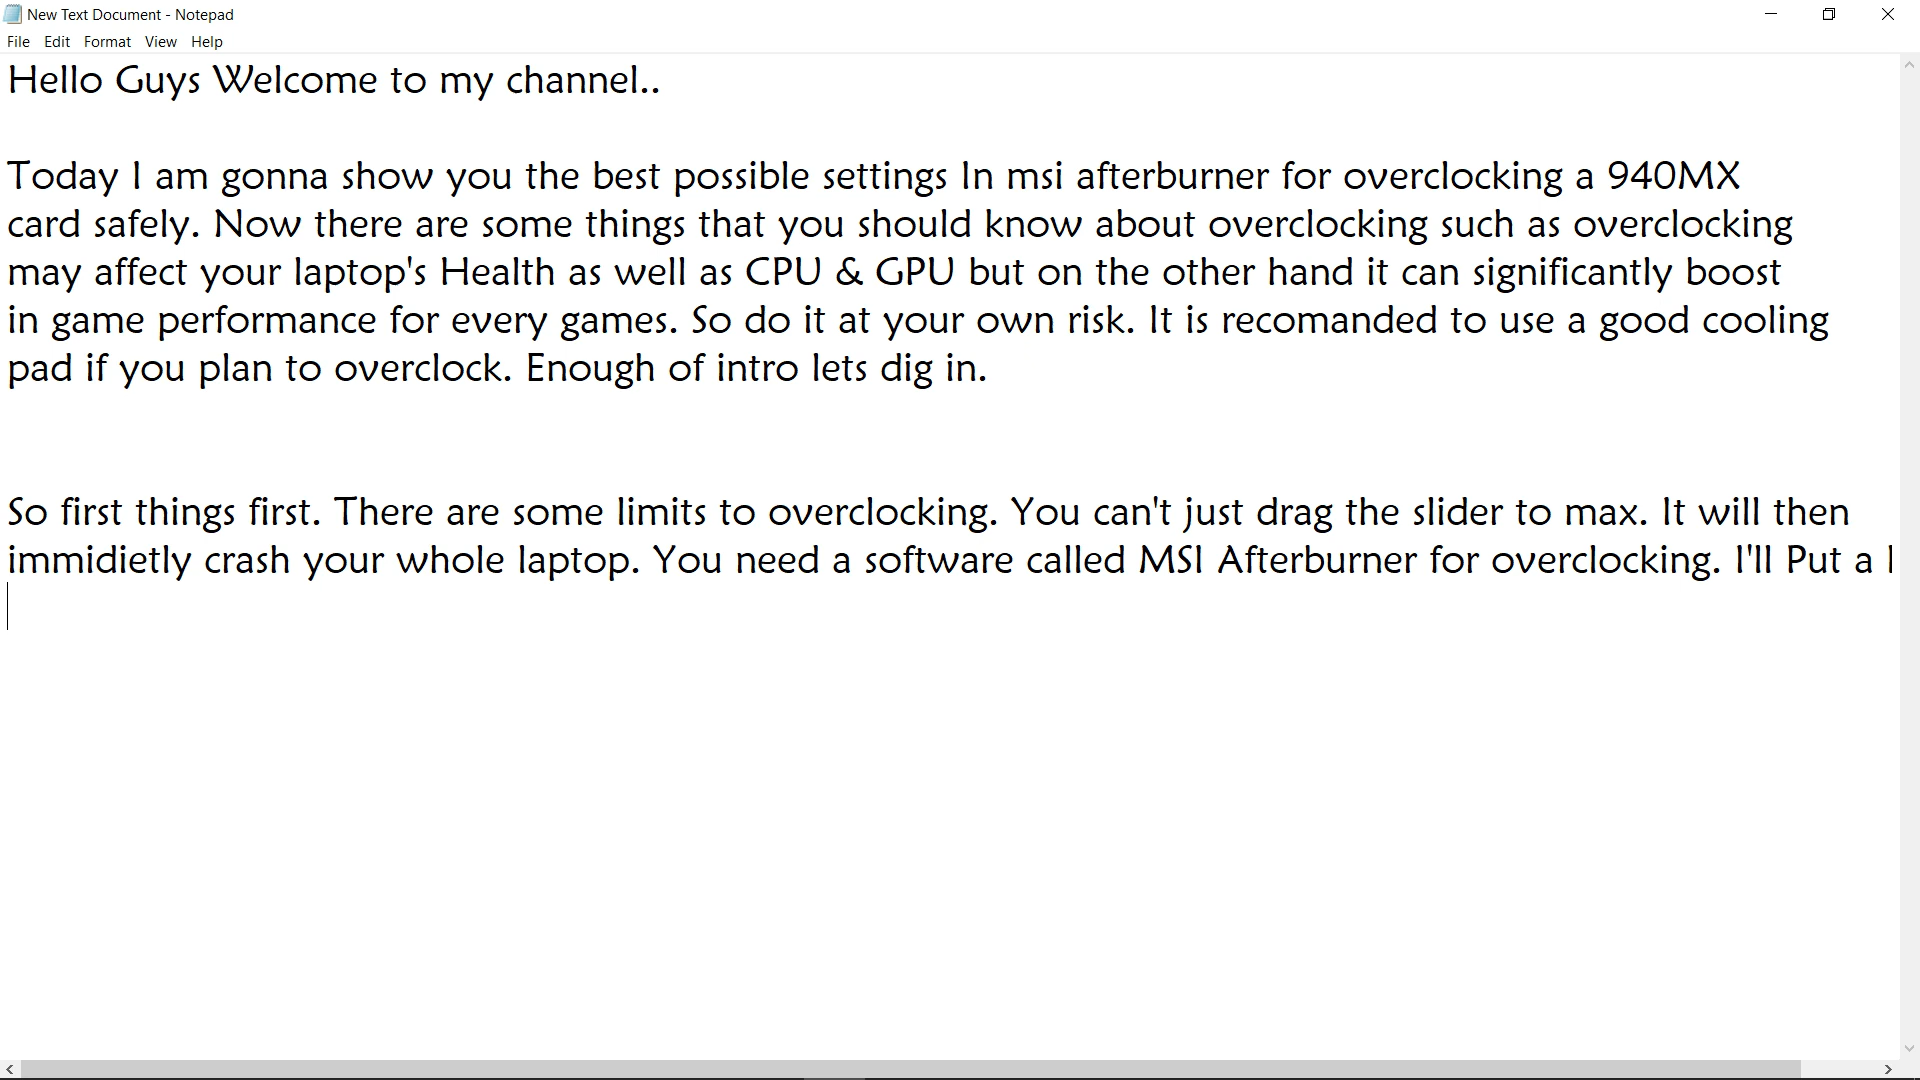 New Text Document - Notepad
File Edit Format View Help
Hello Guys Welcome to my channel..
Today I am gonna show you the best possible settings In msi afterburner for overclocking a 940MX
card safely. Now there are some things that you should know about overclocking such as overclocking
may affect your laptop's Health as well as CPU & GPU but on the other hand it can significantly boost
in game performance for every games. So do it at your own risk. It is recomanded to use a good cooling
pad if you plan to overclock. Enough of intro lets dig in.
So first things first. There are some limits to overclocking. You can't just drag the slider to max. It will then
immidietly crash your whole laptop. You need a software called MSI Afterburner for overclocking. I'll Put a